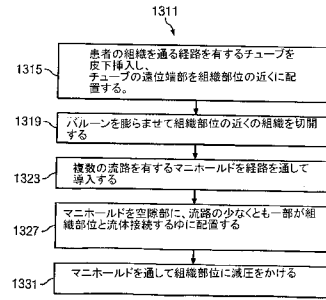 1311
1315
患者の組織を通る経路を有するチューブを
皮下挿入し、
チューブの遠位端部を組織部位の近くに配
置する。
1319
バルーンを膨らませて組織部位の近くの組織を切開
する
1323
複数の流路を有するマニホールドを経路を通して
導入する
1327
マニホールドを空隙部に、流路の少なくとも一部が組
織部位と流体接続するゆに配置する
1331
マニホールドを通して組織部位に減圧をかける